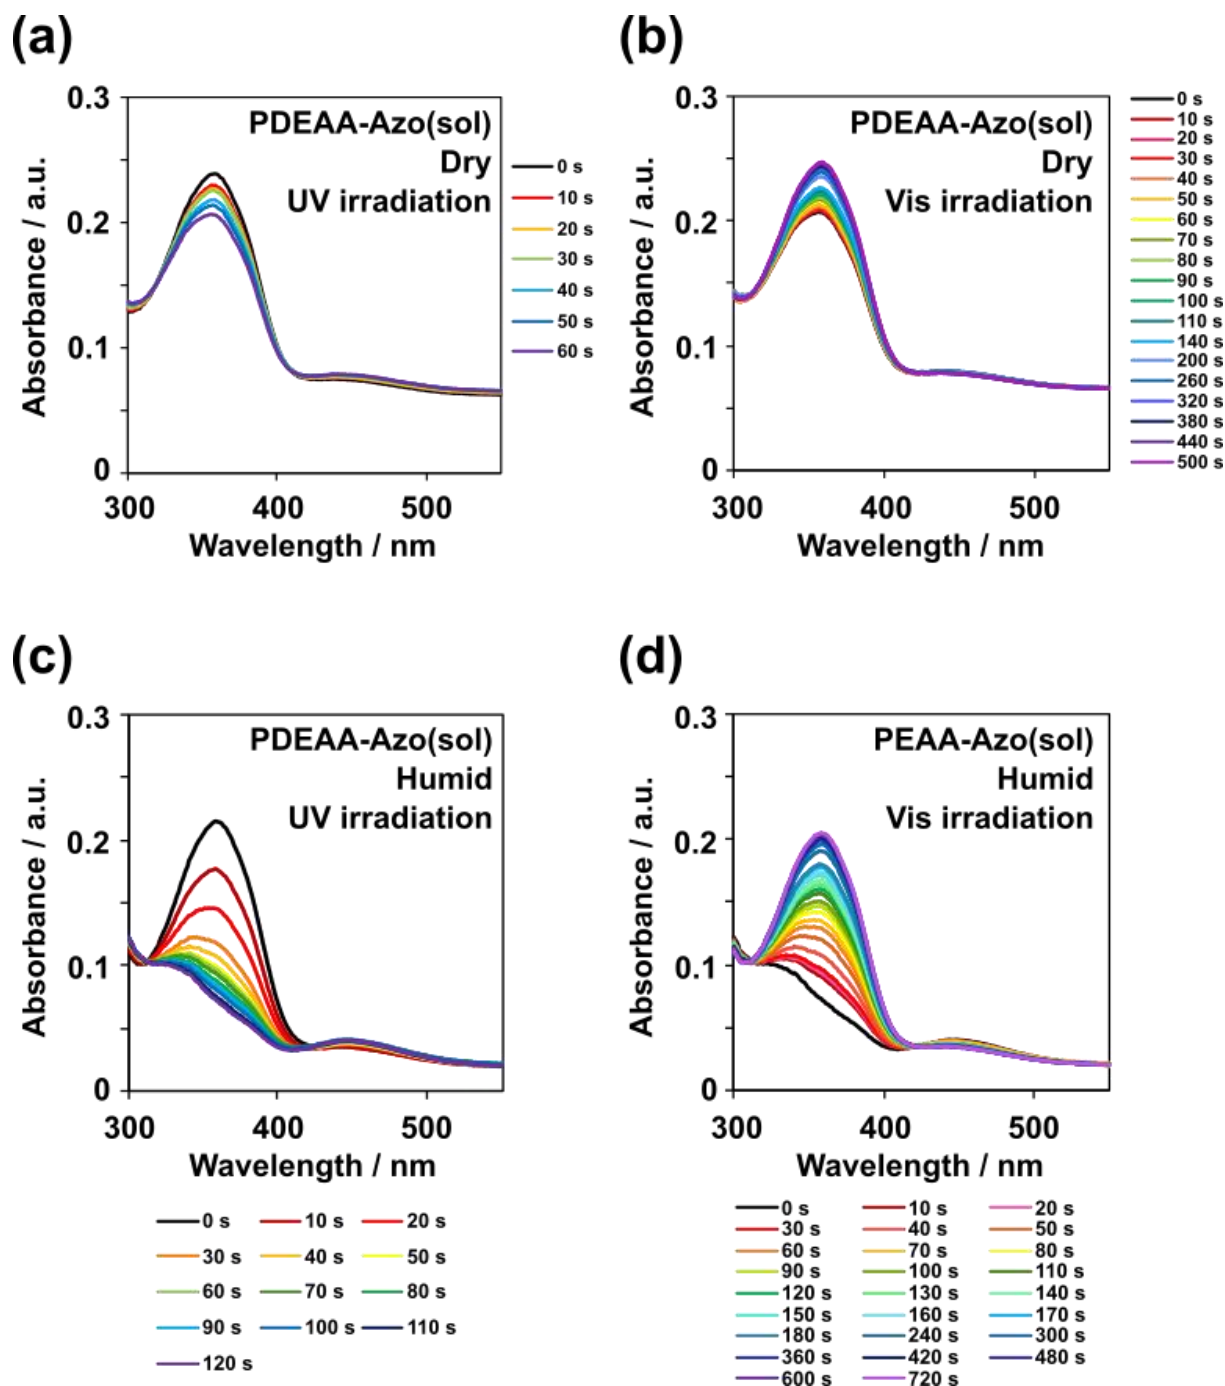 (a)
0.3
0.2
0.1
0
Absorbance / a.u.
PDEAA-Azo(sol)
Dry
UV irradiation
300
400
500
Wavelength / nm
0 s
10 s
20 s
30 s
40 s
50 s
60 s
(b)
0.3
0.2
0.1
0
Absorbance / a.u.
PDEAA-Azo(sol)
Dry
Vis irradiation
300
400
500
Wavelength / nm
0 s
10 s
20 s
30 s
40 s
50 s
60 s
70 s
80 s
90 s
100 s
110 s
140 s
200 s
260 s
320 s
380 s
440 s
500 s
(c)
0.3
0.2
0.1
0
Absorbance / a.u.
PDEAA-Azo(sol)
Humid
UV irradiation
300
400
500
Wavelength / nm
0 s 10 s 20 s
30 s 40 s 50 s
60 s 70 s 80 s
90 s 100 s 110 s
120 s
(d)
0.3
0.2
0.1
0
Absorbance / a.u.
PEAA-Azo(sol)
Humid
Vis irradiation
300
400
500
Wavelength / nm
0 s 10 s 20 s
30 s 40 s 50 s
60 s 70 s 80 s
90 s 100 s 110 s
120 s 130 s 140 s
150 s 160 s 170 s
180 s 240 s 300 s
360 s 420 s 480 s
600 s 720 s